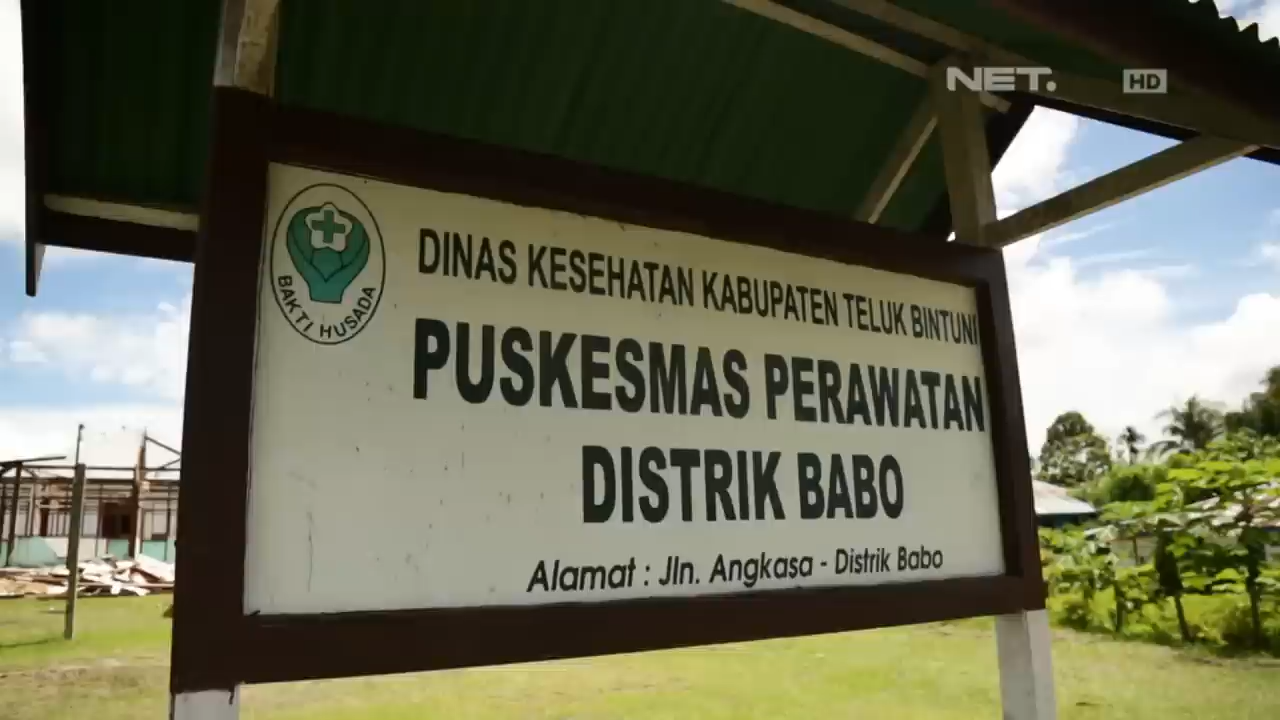 NET. HD
BAKTI HUSADA
DINAS KESEHATAN KABUPATEN TELUK BINTUNI
PUSKESMAS PERAWATAN
DISTRIK BABO
Alamat : Jln. Angkasa - Distrik Babo